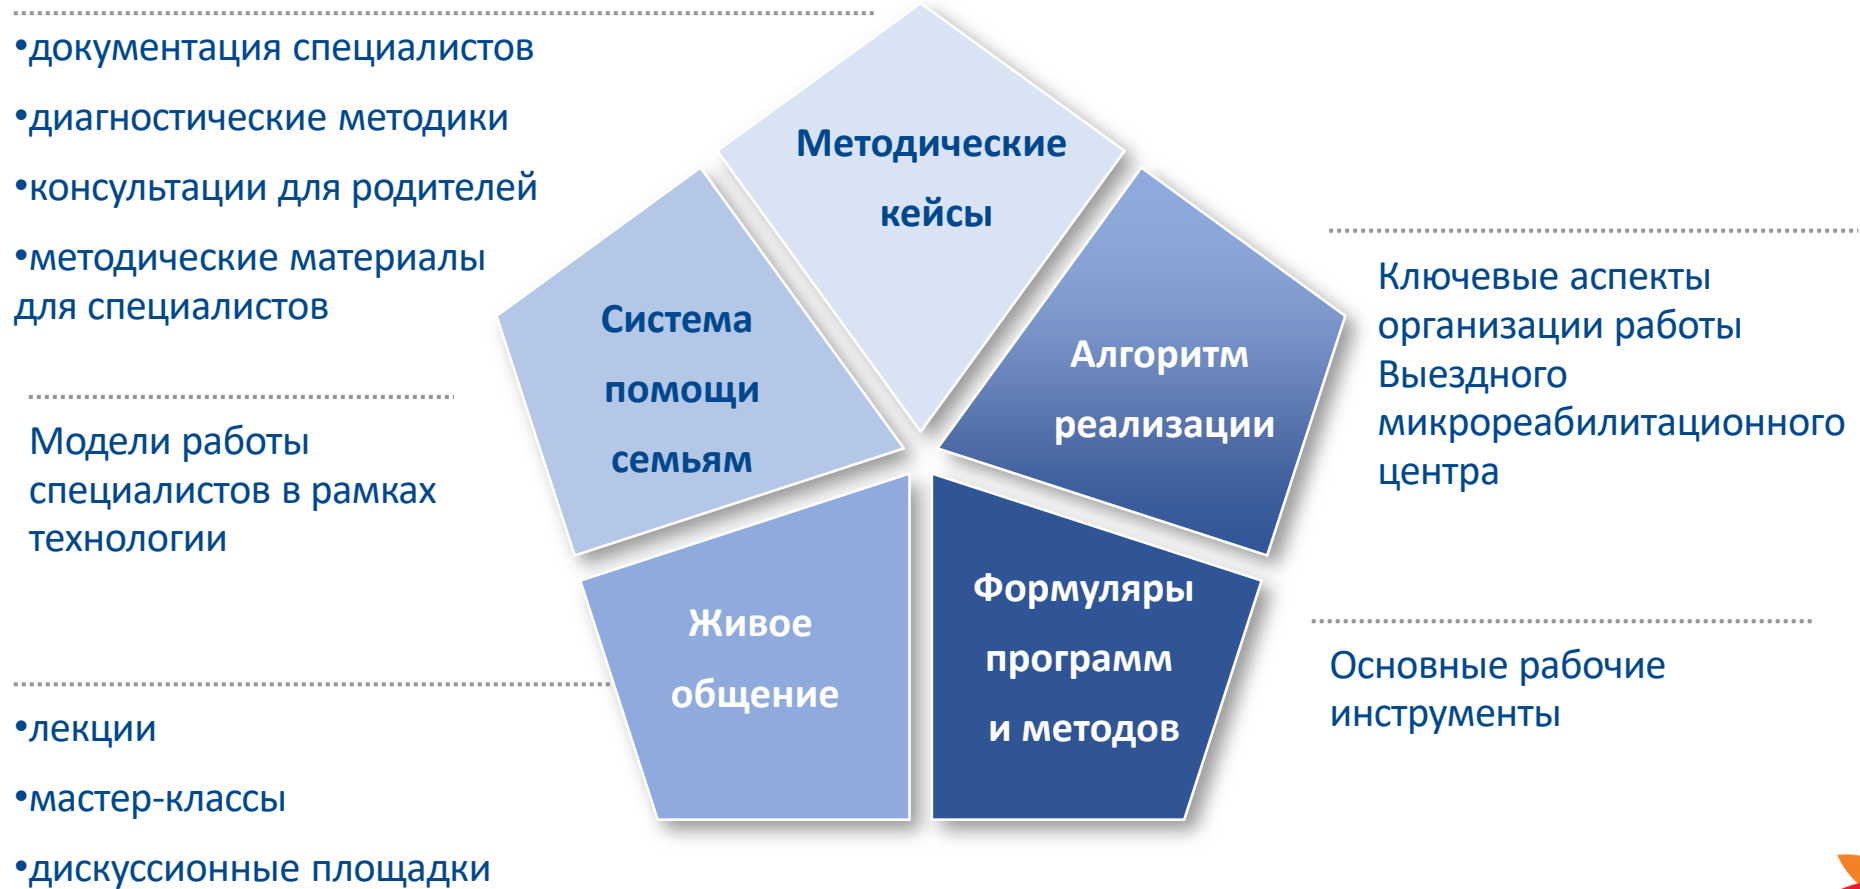 •документация специалистов
•диагностические методики
•консультации для родителей
•методические материалы
для специалистов
Модели работы
специалистов в рамках
технологии
•лекции
•мастер-классы
•дискуссионные площадки
Методические
кейсы
Система
помощи
семьям
Алгоритм
реализации
Живое
общение
Формуляры
программ
и методов
Ключевые аспекты
организации работы
Выездного
микрореабилитационного
центра
Основные рабочие
инструменты